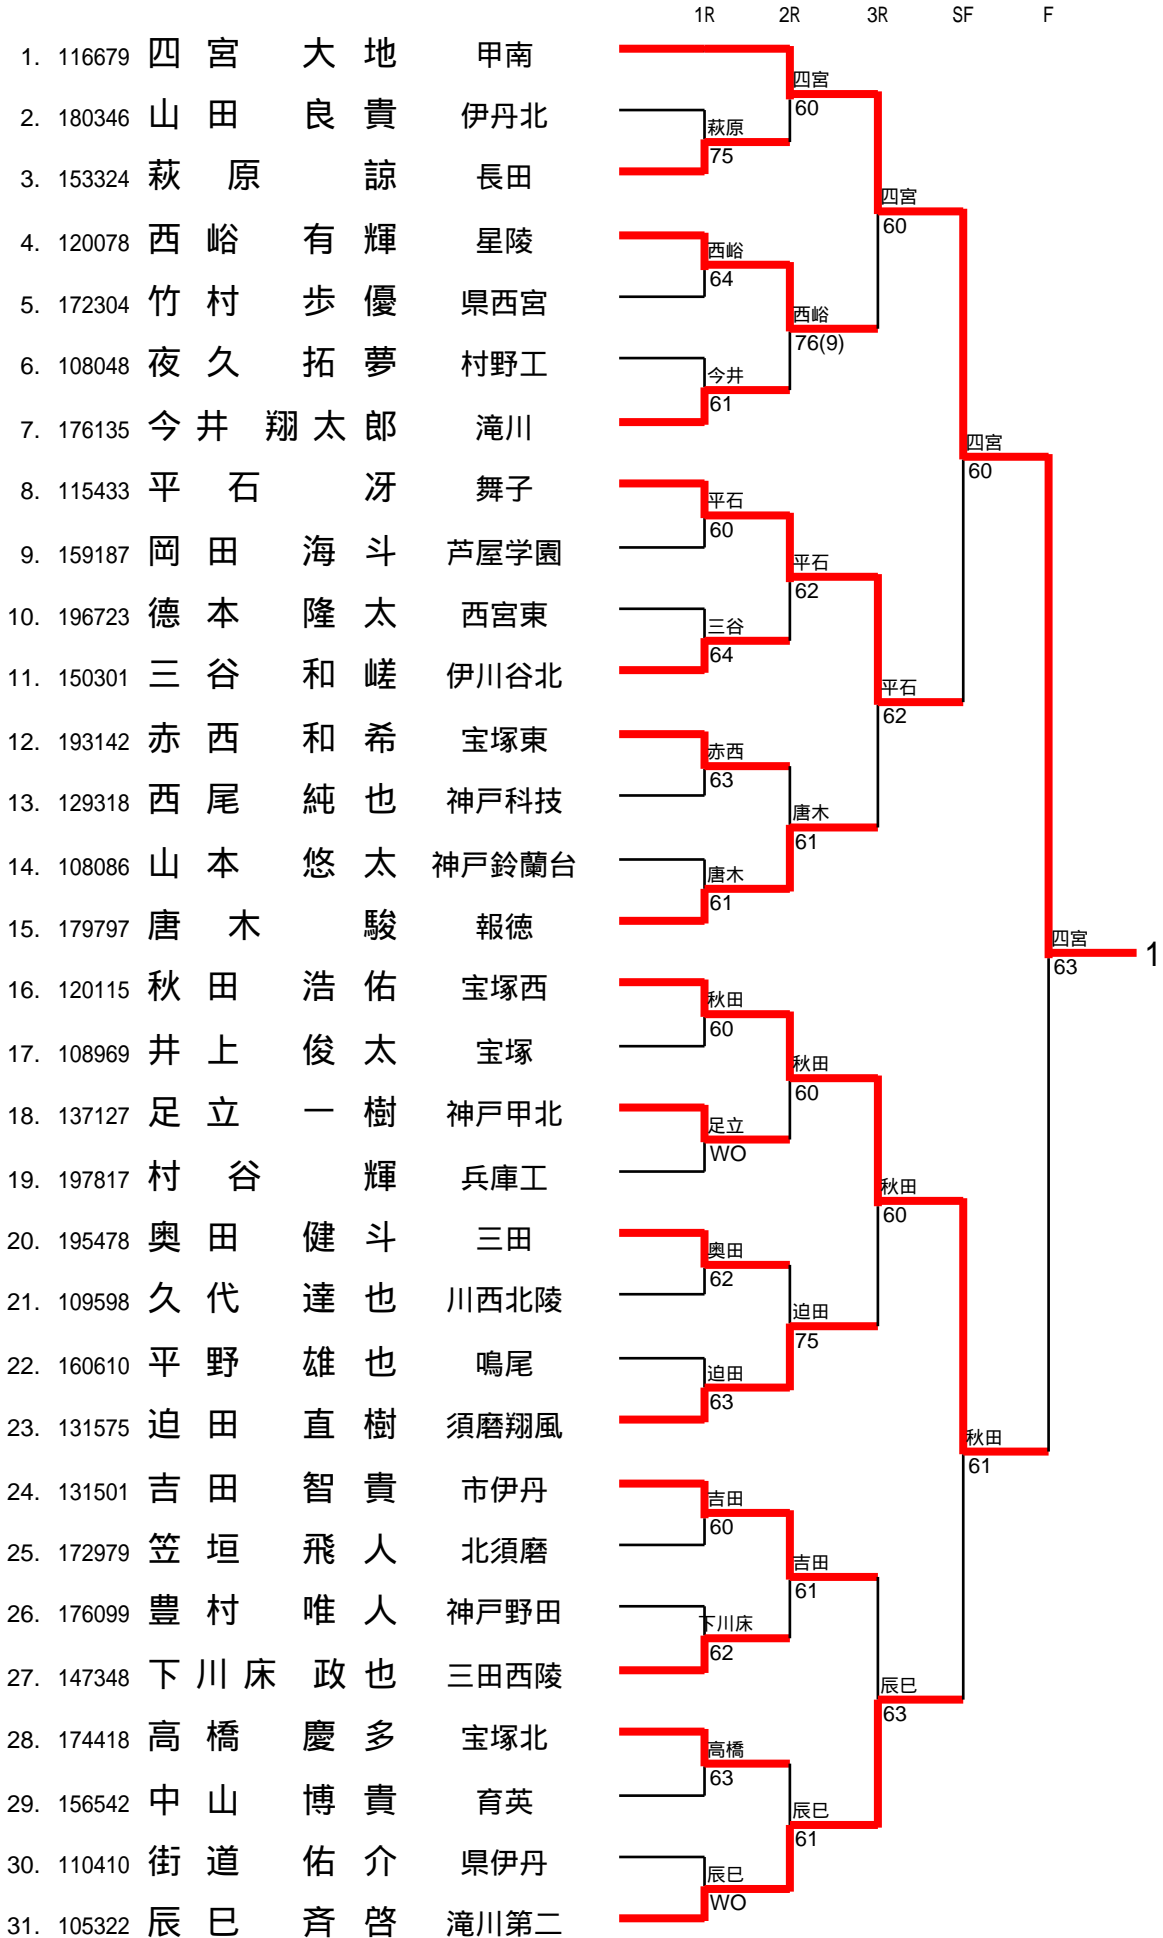 1R 2R 3R SF F
1. 116679 四宮 大地 甲南
2. 180346 山田 良貴 伊丹北
3. 153324 萩原 諒 長田
4. 120078 西峪 有輝 星陵
5. 172304 竹村 歩優 県西宮
6. 108048 夜久 拓夢 村野工
7. 176135 今井 翔太郎 滝川
8. 115433 平石 冴 舞子
9. 159187 岡田 海斗 芦屋学園
10. 196723 德本 隆太 西宮東
11. 150301 三谷 和嵯 伊川谷北
12. 193142 赤西 和希 宝塚東
13. 129318 西尾 純也 神戸科技
14. 108086 山本 悠太 神戸鈴蘭台
15. 179797 唐木 駿 報徳
16. 120115 秋田 浩佑 宝塚西
17. 108969 井上 俊太 宝塚
18. 137127 足立 一樹 神戸甲北
19. 197817 村谷 輝 兵庫工
20. 195478 奥田 健斗 三田
21. 109598 久代 達也 川西北陵
22. 160610 平野 雄也 鳴尾
23. 131575 迫田 直樹 須磨翔風
24. 131501 吉田 智貴 市伊丹
25. 172979 笠垣 飛人 北須磨
26. 176099 豊村 唯人 神戸野田
27. 147348 下川床 政也 三田西陵
28. 174418 高橋 慶多 宝塚北
29. 156542 中山 博貴 育英
30. 110410 街道 佑介 県伊丹
31. 105322 辰巳 斉啓 滝川第二
萩原
75
西峪
64
今井
61
平石
60
三谷
64
赤西
63
唐木
61
秋田
60
足立
WO
奥田
62
迫田
63
吉田
60
下川床
62
高橋
63
辰巳
WO
四宮
60
西峪
76(9)
平石
62
唐木
61
秋田
60
迫田
75
吉田
61
辰巳
61
四宮
60
平石
62
秋田
60
辰巳
63
四宮
60
秋田
61
四宮
63
1